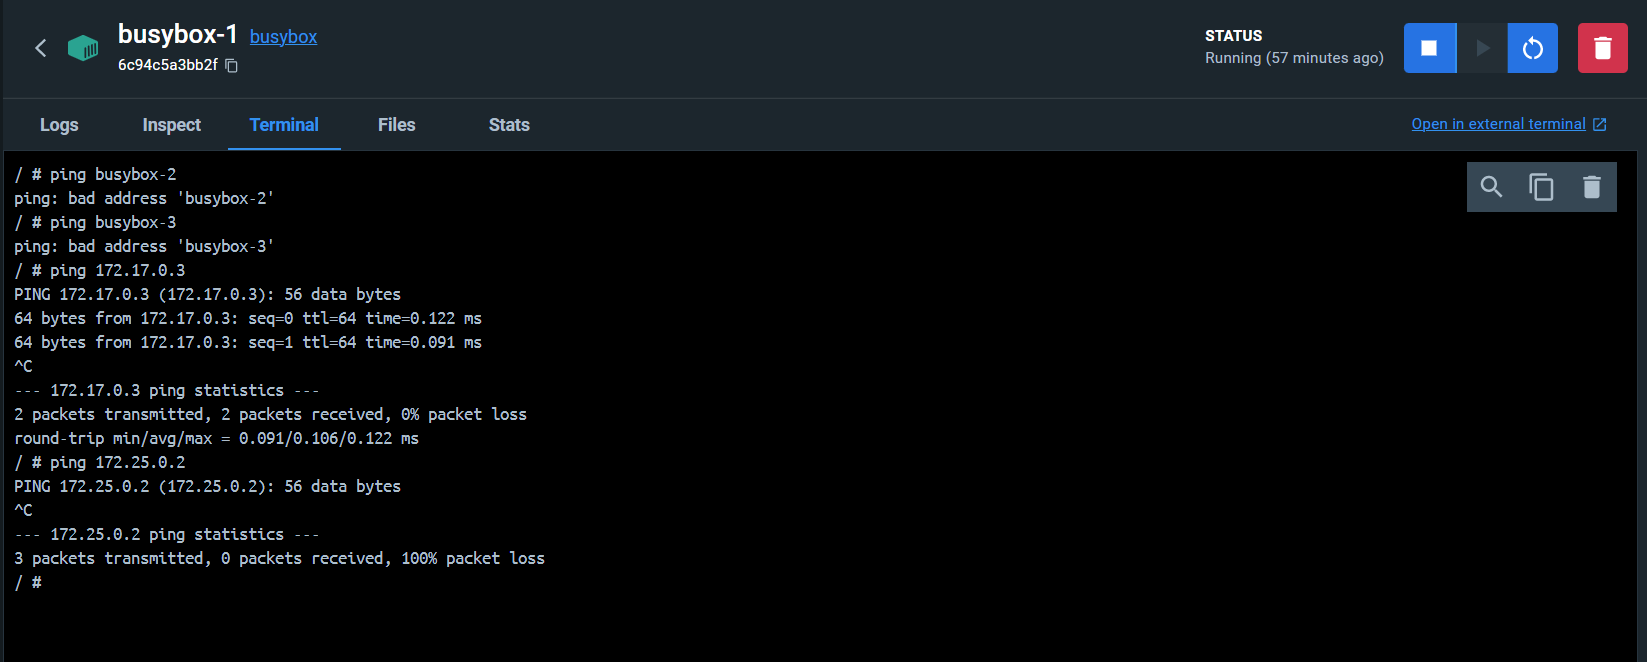 busybox-1 busybox
6c94c5a3bb2f
STATUS
Running (57 minutes ago)
Logs Inspect Terminal Files Stats Open in external terminal
/ # ping busybox-2
ping: bad address 'busybox-2'
/ # ping busybox-3
ping: bad address 'busybox-3'
/ # ping 172.17.0.3
PING 172.17.0.3 (172.17.0.3): 56 data bytes
64 bytes from 172.17.0.3: seq=0 ttl=64 time=0.122 ms
64 bytes from 172.17.0.3: seq=1 ttl=64 time=0.091 ms
^C
--- 172.17.0.3 ping statistics ---
2 packets transmitted, 2 packets received, 0% packet loss
round-trip min/avg/max = 0.091/0.106/0.122 ms
/ # ping 172.25.0.2
PING 172.25.0.2 (172.25.0.2): 56 data bytes
^C
--- 172.25.0.2 ping statistics ---
3 packets transmitted, 0 packets received, 100% packet loss
/ #